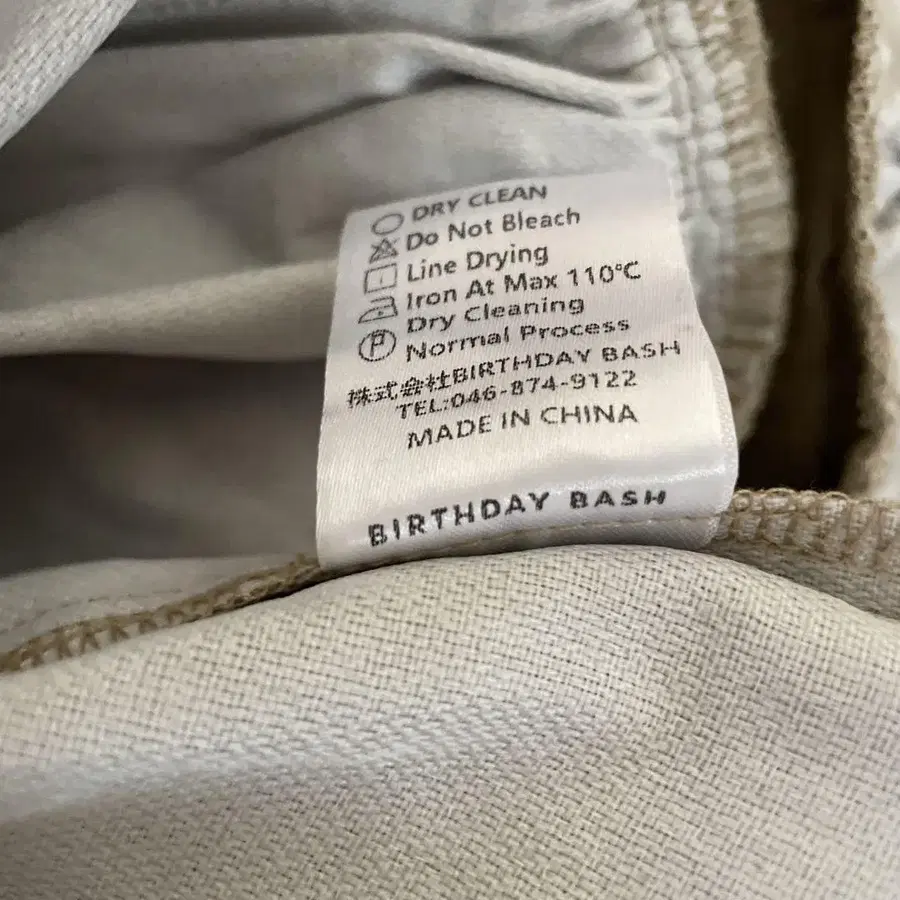 DRY CLEAN
Do Not Bleach
Line Drying
Iron At Max 110℃
Dry Cleaning
Normal Process
株式会社BIRTHDAY BASH
TEL:046-874-9122
MADE IN CHINA
BIRTHDAY BASH